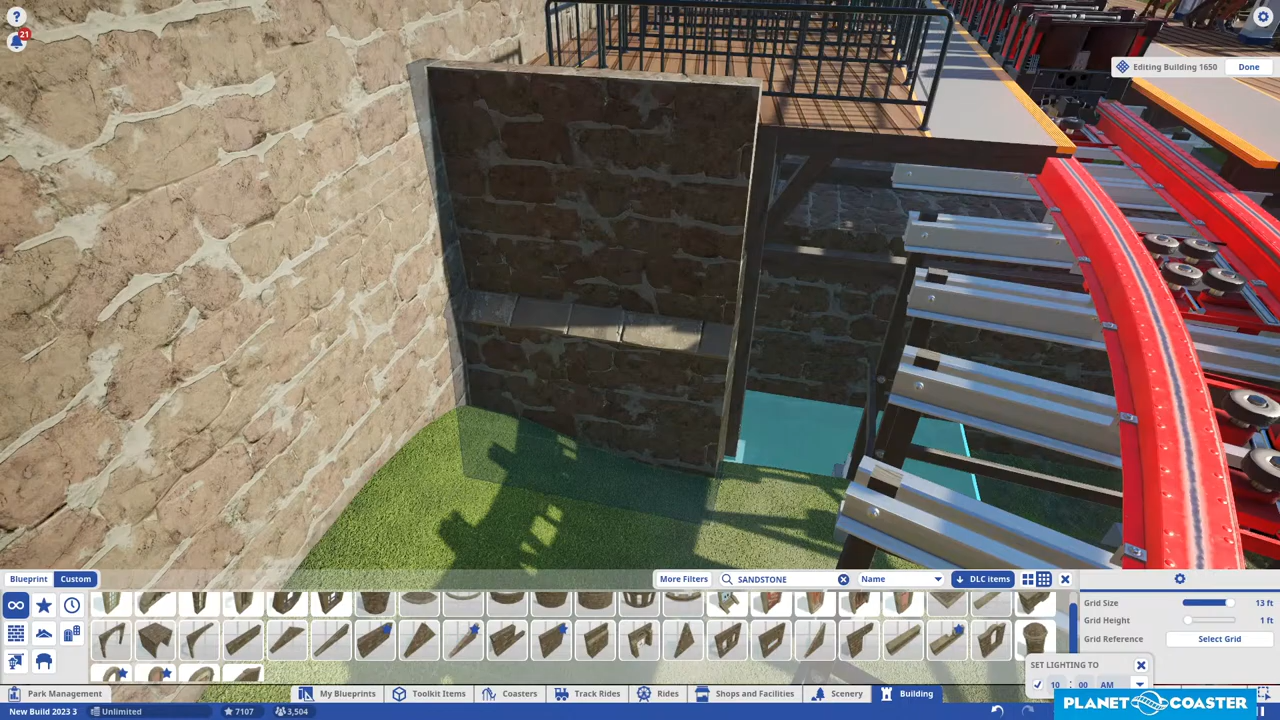 ?
21
Editing Building 1650 Done
Blueprint Custom More Filters SANDSTONE Name DLC items
Grid Size 13 ft
Grid Height 1 ft
Grid Reference Select Grid
SET LIGHTING TO
10 : 00 AM
Park Management My Blueprints Toolkit Items Coasters Track Rides Rides Shops and Facilities Scenery Building
New Build 2023 3 Unlimited 7107 3,504
PLANET COASTER